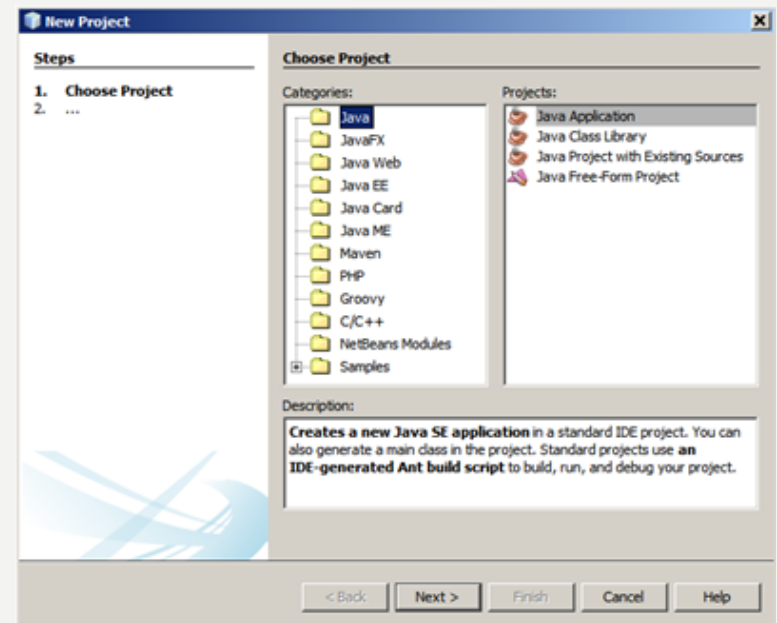 New Project
Steps
1. Choose Project
2. ...
Choose Project
Categories:
Java
JavaFX
Java Web
Java EE
Java Card
Java ME
Maven
PHP
Groovy
C/C++
NetBeans Modules
Samples
Projects:
Java Application
Java Class Library
Java Project with Existing Sources
Java Free-Form Project
Description:
Creates a new Java SE application in a standard IDE project. You can
also generate a main class in the project. Standard projects use an
IDE-generated Ant build script to build, run, and debug your project.
< Back Next > Finish Cancel Help